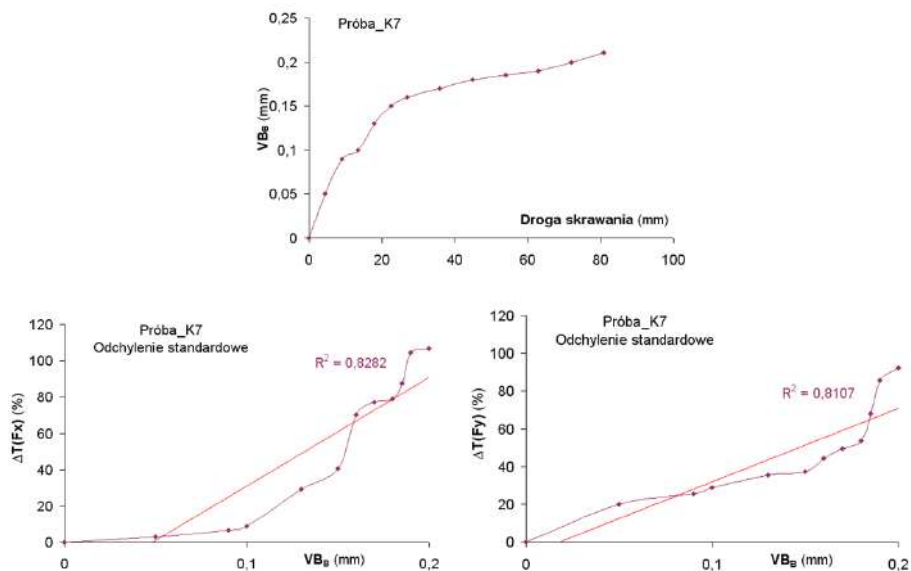 Próba_K7
0,25
0,2
0,15
0,1
0,05
0
VB_B (mm)
Droga skrawania (mm)
0 20 40 60 80 100
Próba_K7
Odchylenie standardowe
R² = 0,8282
120
100
80
60
40
20
0
ΔT(Fx) (%)
0 0,1 0,2
VB_B (mm)
Próba_K7
Odchylenie standardowe
R² = 0,8107
120
100
80
60
40
20
0
ΔT(Fy) (%)
0 0,1 0,2
VB_B (mm)